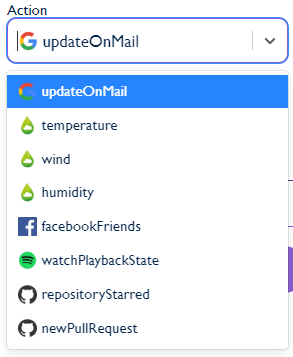 Action
updateOnMail
updateOnMail
temperature
wind
humidity
facebookFriends
watchPlaybackState
repositoryStarred
newPullRequest